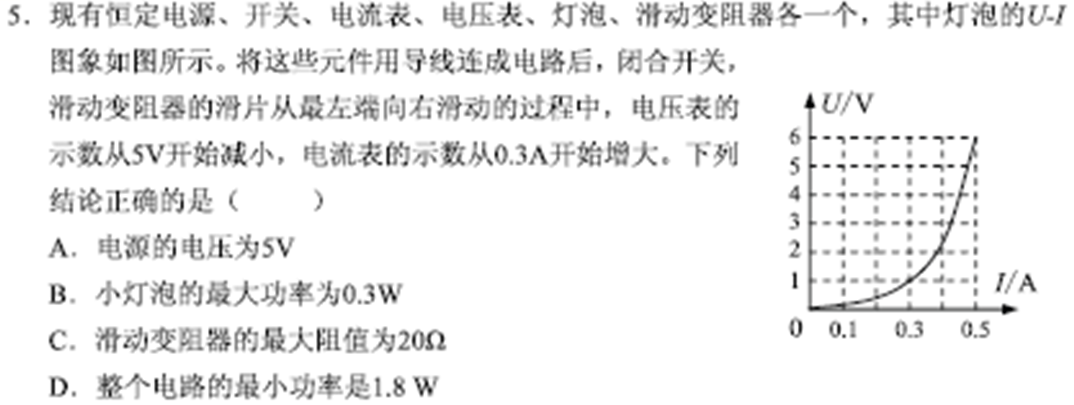 5. 现有恒定电源、开关、电流表、电压表、灯泡、滑动变阻器各一个，其中灯泡的U-I
图象如图所示。将这些元件用导线连成电路后，闭合开关，
滑动变阻器的滑片从最左端向右滑动的过程中，电压表的
示数从5V开始减小，电流表的示数从0.3A开始增大。下列
结论正确的是（　　）
A. 电源的电压为5V
B. 小灯泡的最大功率为0.3W
C. 滑动变阻器的最大阻值为20Ω
D. 整个电路的最小功率是1.8 W
U/V
6
5
4
3
2
1
I/A
0 0.1 0.3 0.5